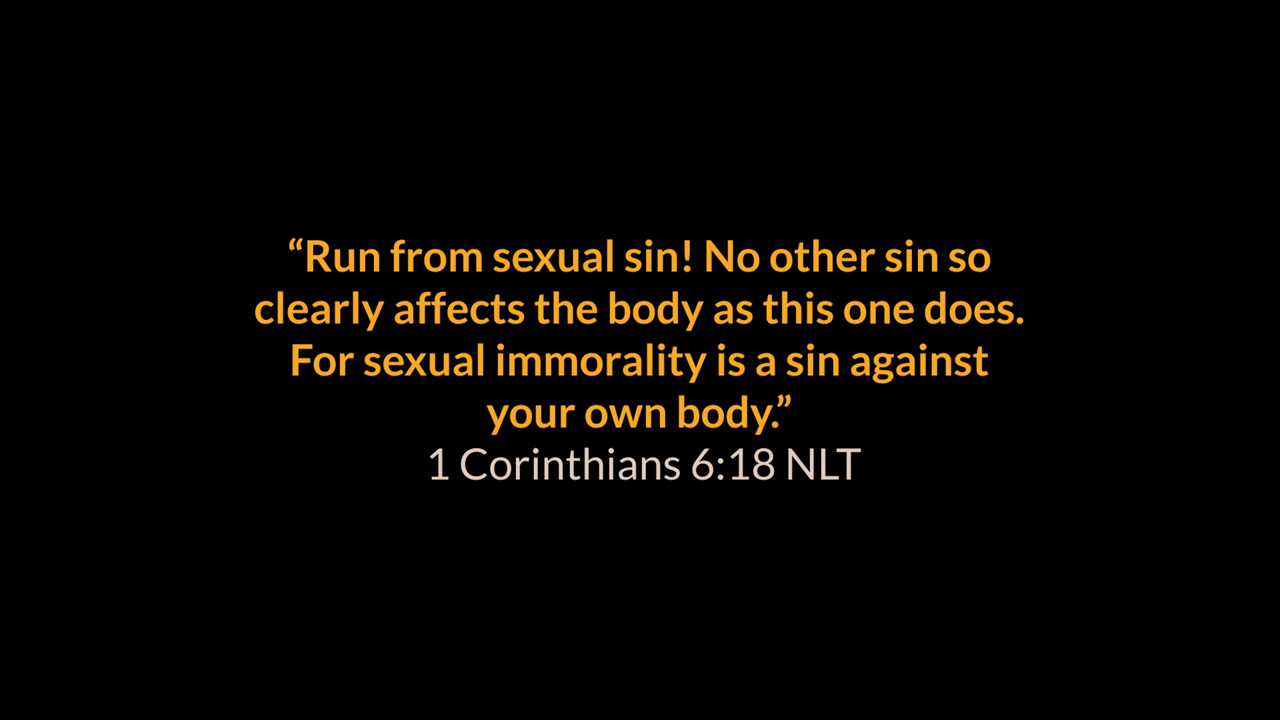 “Run from sexual sin! No other sin so
clearly affects the body as this one does.
For sexual immorality is a sin against
your own body.”
1 Corinthians 6:18 NLT